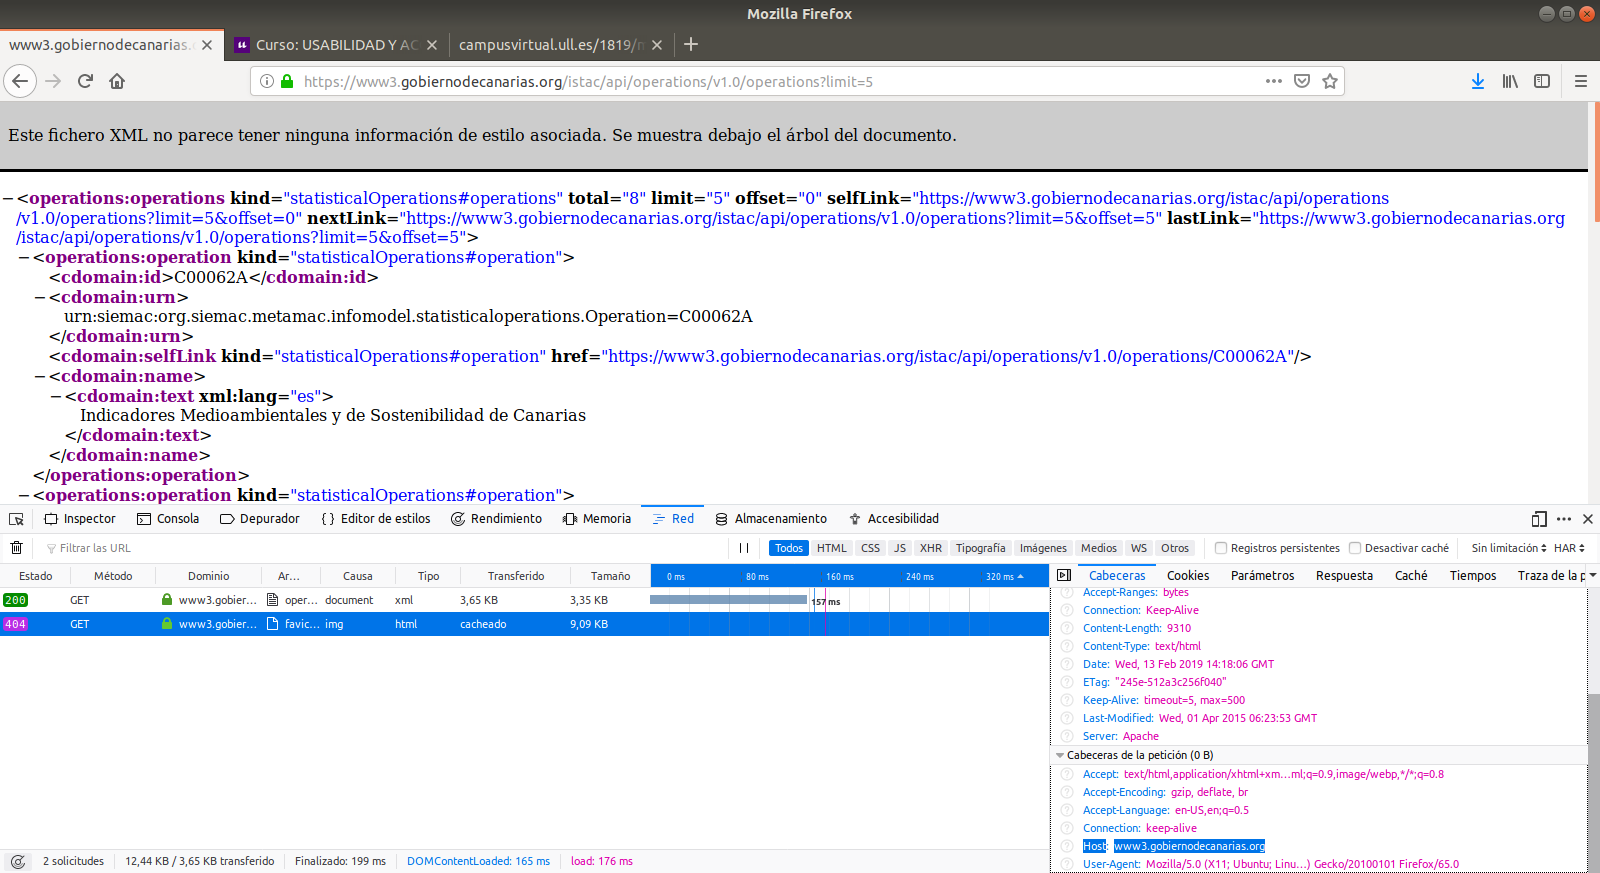 Mozilla Firefox
www3.gobiernodecanarias.
Curso: USABILIDAD Y AC
campusvirtual.ull.es/1819/
https://www3.gobiernodecanarias.org/istac/api/operations/v1.0/operations?limit=5
Este fichero XML no parece tener ninguna información de estilo asociada. Se muestra debajo el árbol del documento.
−<operations:operations kind="statisticalOperations#operations" total="8" limit="5" offset="0" selfLink="https://www3.gobiernodecanarias.org/istac/api/operations
/v1.0/operations?limit=5&offset=0" nextLink="https://www3.gobiernodecanarias.org/istac/api/operations/v1.0/operations?limit=5&offset=5" lastLink="https://www3.gobiernodecanarias.org
/istac/api/operations/v1.0/operations?limit=5&offset=5">
−<operations:operation kind="statisticalOperations#operation">
<cdomain:id>C00062A</cdomain:id>
−<cdomain:urn>
urn:siemac:org.siemac.metamac.infomodel.statisticaloperations.Operation=C00062A
</cdomain:urn>
<cdomain:selfLink kind="statisticalOperations#operation" href="https://www3.gobiernodecanarias.org/istac/api/operations/v1.0/operations/C00062A"/>
−<cdomain:name>
−<cdomain:text xml:lang="es">
Indicadores Medioambientales y de Sostenibilidad de Canarias
</cdomain:text>
</cdomain:name>
</operations:operation>
−<operations:operation kind="statisticalOperations#operation">
Inspector Consola Depurador Editor de estilos Rendimiento Memoria Red Almacenamiento Accesibilidad
Filtrar las URL
Todos HTML CSS JS XHR Tipografía Imágenes Medios WS Otros Registros persistentes Desactivar caché Sin limitación HAR
Estado Método Dominio Ar... Causa Tipo Transferido Tamaño 0 ms 80 ms 160 ms 240 ms 320 ms
200 GET www3.gobier... oper... document xml 3,65 KB 3,35 KB 157 ms
404 GET www3.gobier... favic... img html cacheado 9,09 KB
Cabeceras Cookies Parámetros Respuesta Caché Tiempos Traza de la p
Accept-Ranges: bytes
Connection: Keep-Alive
Content-Length: 9310
Content-Type: text/html
Date: Wed, 13 Feb 2019 14:18:06 GMT
ETag: "245e-512a3c256f040"
Keep-Alive: timeout=5, max=500
Last-Modified: Wed, 01 Apr 2015 06:23:53 GMT
Server: Apache
Cabeceras de la petición (0 B)
Accept: text/html,application/xhtml+xm...ml;q=0.9,image/webp,*/*;q=0.8
Accept-Encoding: gzip, deflate, br
Accept-Language: en-US,en;q=0.5
Connection: keep-alive
Host: www3.gobiernodecanarias.org
User-Agent: Mozilla/5.0 (X11; Ubuntu; Linu...) Gecko/20100101 Firefox/65.0
2 solicitudes 12,44 KB / 3,65 KB transferido Finalizado: 199 ms DOMContentLoaded: 165 ms load: 176 ms